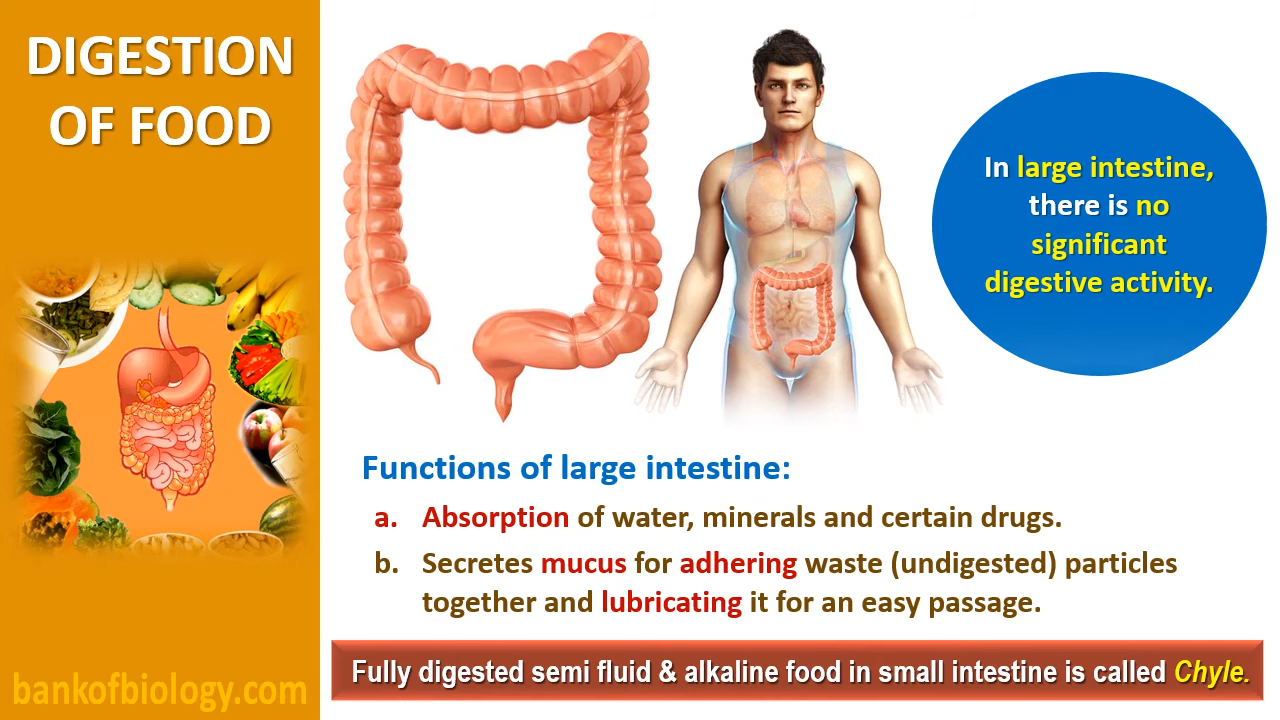 DIGESTION
OF FOOD
In large intestine,
there is no
significant
digestive activity.
Functions of large intestine:
a. Absorption of water, minerals and certain drugs.
b. Secretes mucus for adhering waste (undigested) particles
together and lubricating it for an easy passage.
Fully digested semi fluid & alkaline food in small intestine is called Chyle.
bankofbiology.com